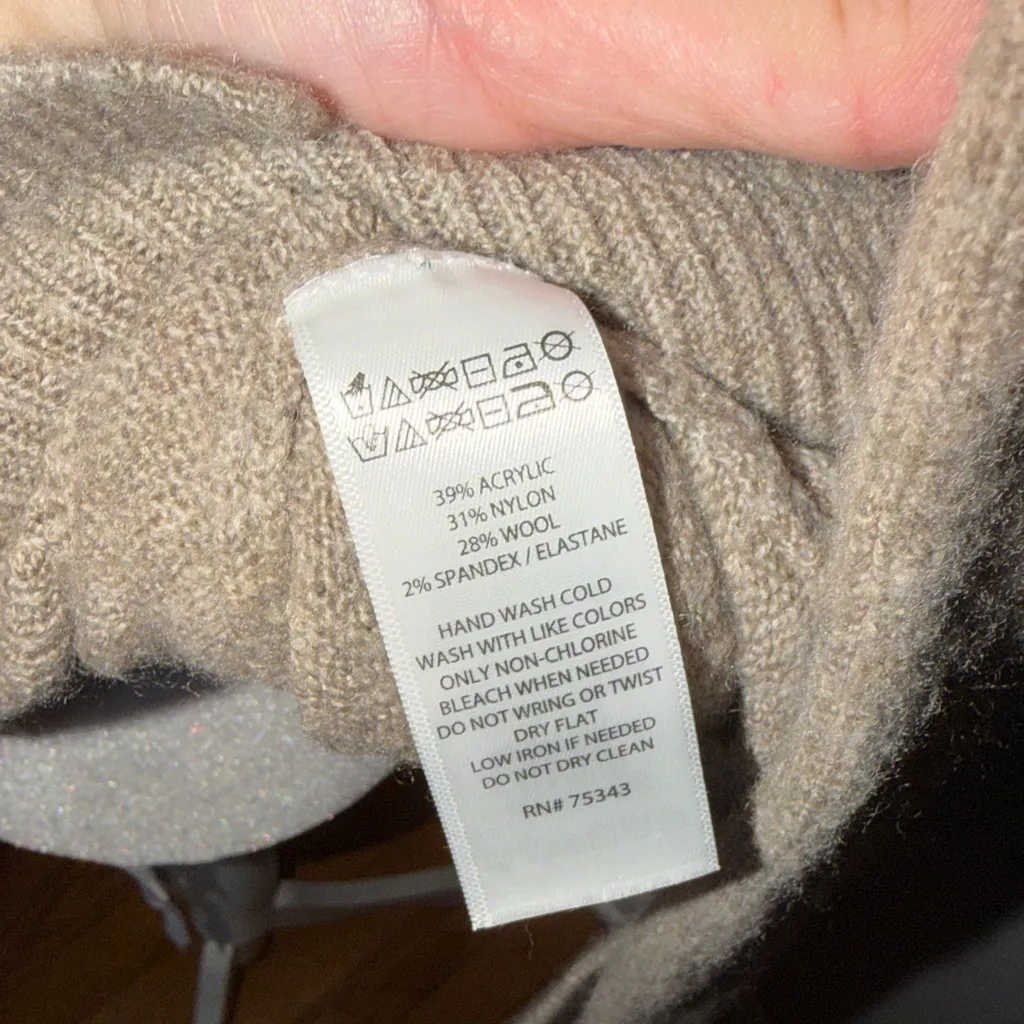 39% ACRYLIC
31% NYLON
28% WOOL
2% SPANDEX / ELASTANE
HAND WASH COLD
WASH WITH LIKE COLORS
ONLY NON-CHLORINE
BLEACH WHEN NEEDED
DO NOT WRING OR TWIST
DRY FLAT
LOW IRON IF NEEDED
DO NOT DRY CLEAN
RN# 75343